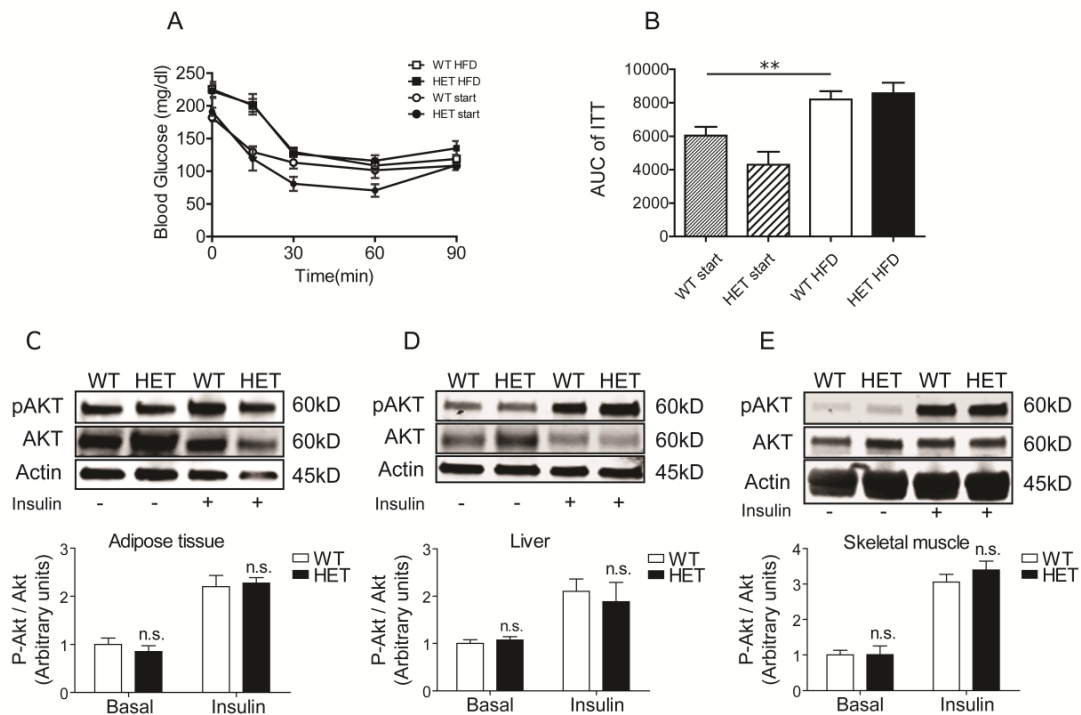 A
WT HFD
HET HFD
WT start
HET start
Blood Glucose (mg/dl)
250
200
150
100
50
0
0 30 60 90
Time(min)
B
**
AUC of ITT
10000
8000
6000
4000
2000
0
WT start
HET start
WT HFD
HET HFD
C
WT HET WT HET
pAKT 60kD
AKT 60kD
Actin 45kD
Insulin - - + +
Adipose tissue
WT
HET
P-Akt / Akt
(Arbitrary units)
3
2
1
0
n.s.
n.s.
Basal Insulin
D
WT HET WT HET
pAKT 60kD
AKT 60kD
Actin 45kD
Insulin - - + +
Liver
WT
HET
P-Akt / Akt
(Arbitrary units)
3
2
1
0
n.s.
n.s.
Basal Insulin
E
WT HET WT HET
pAKT 60kD
AKT 60kD
Actin 45kD
Insulin - - + +
Skeletal muscle
WT
HET
P-Akt / Akt
(Arbitrary units)
4
3
2
1
0
n.s.
n.s.
Basal Insulin